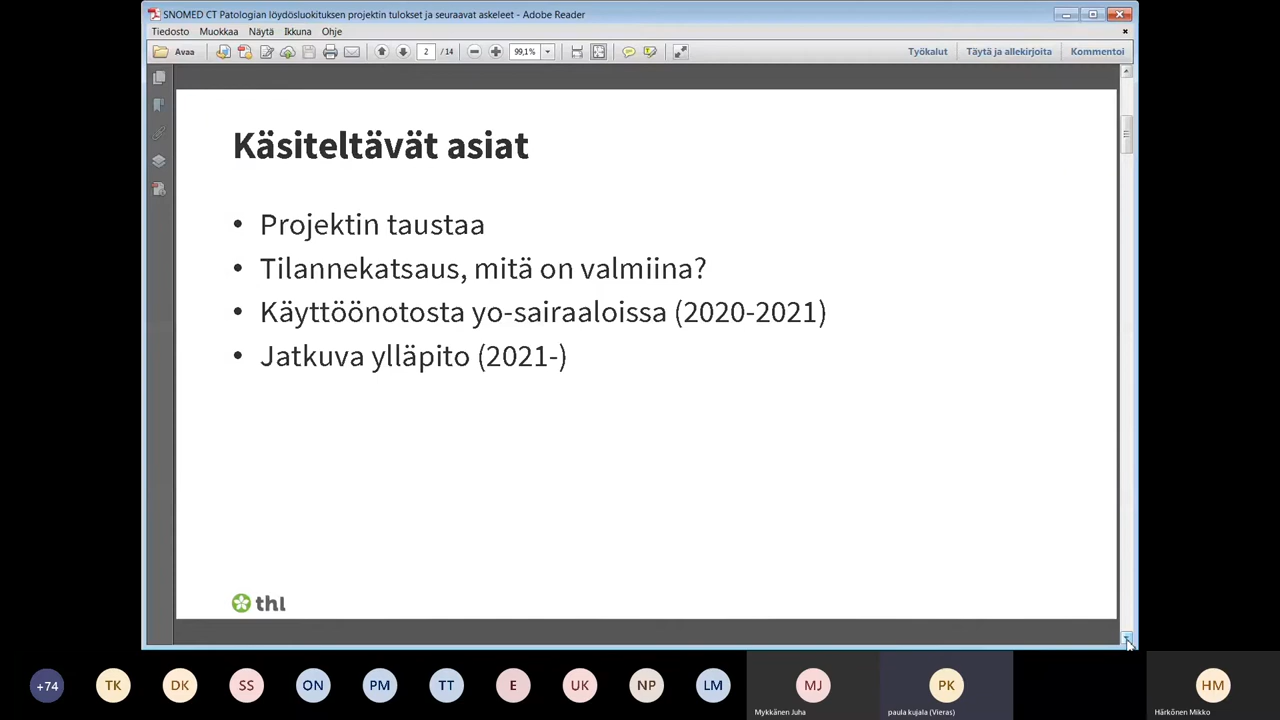 SNOMED CT Patologian löydösluokituksen projektin tulokset ja seuraavat askeleet - Adobe Reader
Tiedosto Muokkaa Näytä Ikkuna Ohje
Avaa 2 / 14 99,1% Työkalut Täytä ja allekirjoita Kommentoi
Käsiteltävät asiat
• Projektin taustaa
• Tilannekatsaus, mitä on valmiina?
• Käyttöönotosta yo-sairaaloissa (2020-2021)
• Jatkuva ylläpito (2021-)
thl
+74 TK DK SS ON PM TT E UK NP LM MJ PK HM
Mykkänen Juha paula kujala (Vieras) Härkönen Mikko